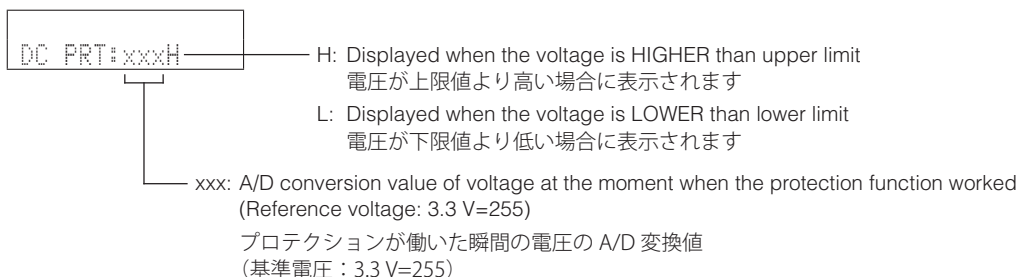 DC PRT:xxxH
H: Displayed when the voltage is HIGHER than upper limit
電圧が上限値より高い場合に表示されます
L: Displayed when the voltage is LOWER than lower limit
電圧が下限値より低い場合に表示されます
xxx: A/D conversion value of voltage at the moment when the protection function worked
(Reference voltage: 3.3 V=255)
プロテクションが働いた瞬間の電圧の A/D 変換値
（基準電圧：3.3 V=255）